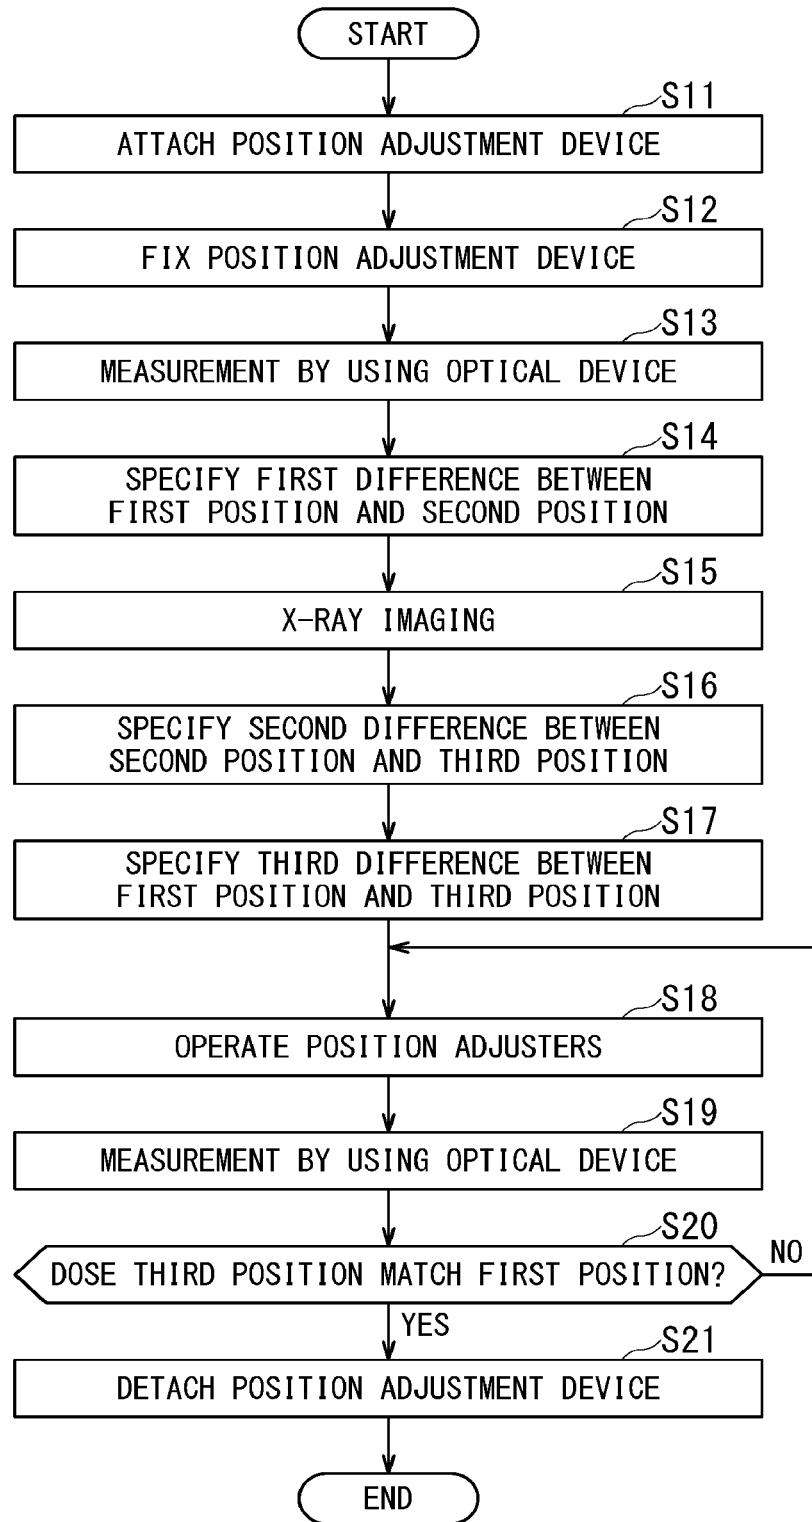 START
S11
ATTACH POSITION ADJUSTMENT DEVICE
S12
FIX POSITION ADJUSTMENT DEVICE
S13
MEASUREMENT BY USING OPTICAL DEVICE
S14
SPECIFY FIRST DIFFERENCE BETWEEN
FIRST POSITION AND SECOND POSITION
S15
X-RAY IMAGING
S16
SPECIFY SECOND DIFFERENCE BETWEEN
SECOND POSITION AND THIRD POSITION
S17
SPECIFY THIRD DIFFERENCE BETWEEN
FIRST POSITION AND THIRD POSITION
S18
OPERATE POSITION ADJUSTERS
S19
MEASUREMENT BY USING OPTICAL DEVICE
S20
DOSE THIRD POSITION MATCH FIRST POSITION?
NO
YES
S21
DETACH POSITION ADJUSTMENT DEVICE
END